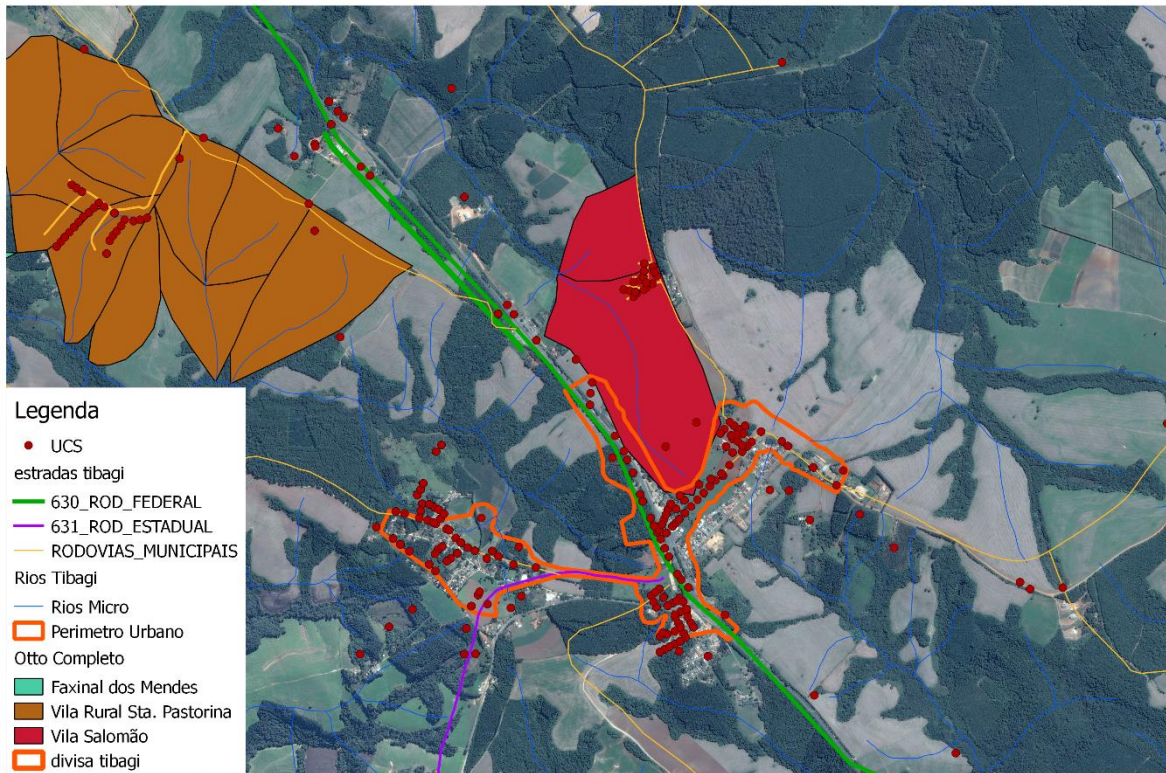 Legenda
UCS
estradas tibagi
630_ROD_FEDERAL
631_ROD_ESTADUAL
RODOVIAS_MUNICIPAIS
Rios Tibagi
Rios Micro
Perimetro Urbano
Otto Completo
Faxinal dos Mendes
Vila Rural Sta. Pastorina
Vila Salomão
divisa tibagi